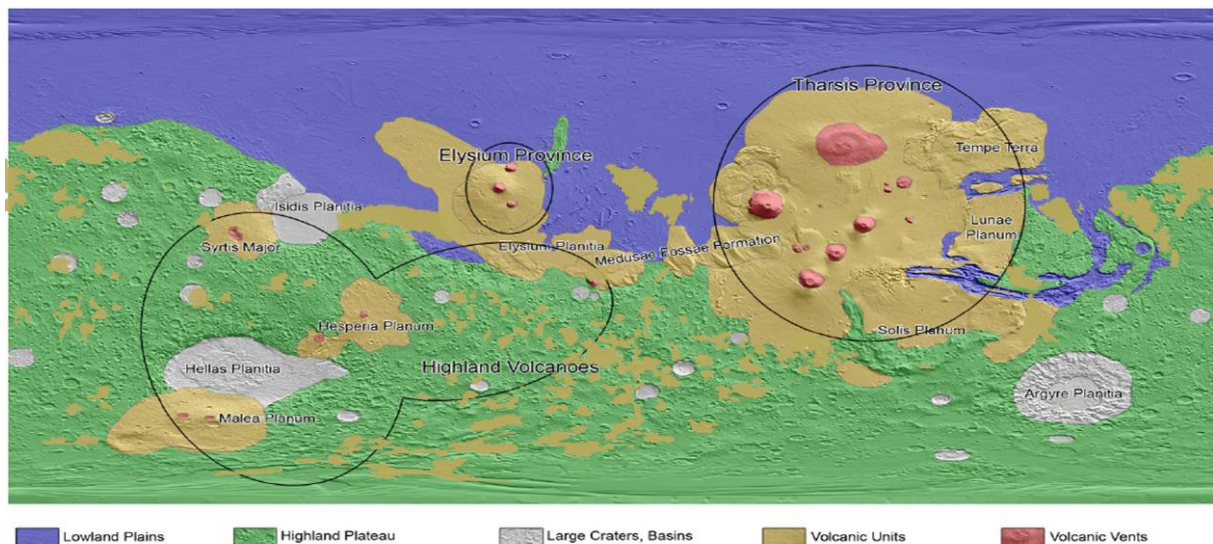 Tharsis Province
Elysium Province
Tempe Terra
Isidis Planitia
Lunae
Planum
Syrtis Major
Elysium Planitia
Medusae Fossae Formation
Hesperia Planum
Solis Planum
Hellas Planitia
Highland Volcanoes
Argyre Planitia
Malea Planum
Lowland Plains
Highland Plateau
Large Craters, Basins
Volcanic Units
Volcanic Vents